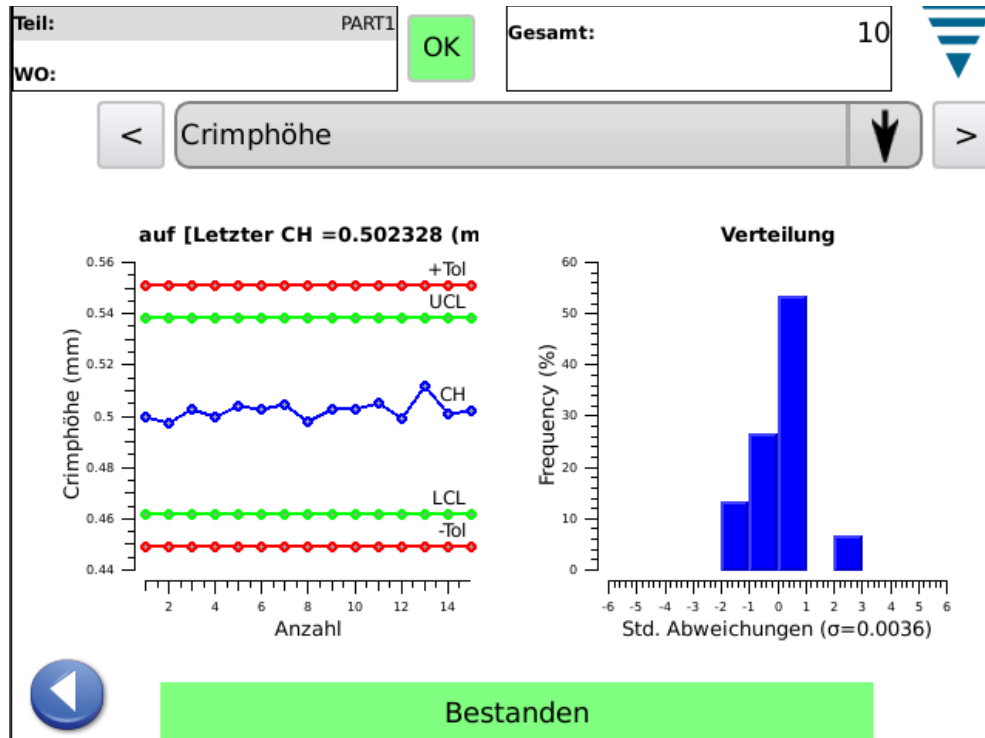 Teil: PART1
WO:
OK
Gesamt: 10
<
Crimphöhe
>
auf [Letzter CH =0.502328 (m
Crimphöhe (mm)
0.56
0.54
0.52
0.5
0.48
0.46
0.44
+Tol
UCL
CH
LCL
-Tol
2 4 6 8 10 12 14
Anzahl
Verteilung
Frequency (%)
60
50
40
30
20
10
0
-6 -5 -4 -3 -2 -1 0 1 2 3 4 5 6
Std. Abweichungen (σ=0.0036)
Bestanden